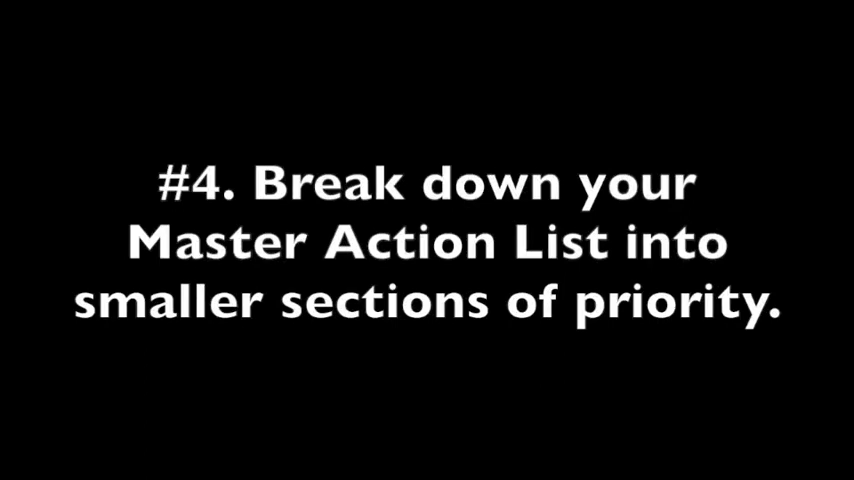 #4. Break down your
Master Action List into
smaller sections of priority.